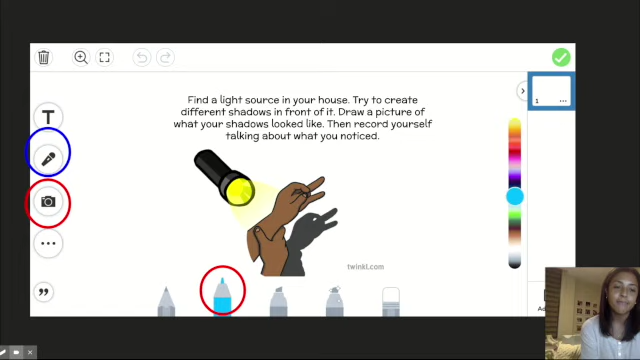 Find a light source in your house. Try to create
different shadows in front of it. Draw a picture of
what your shadows looked like. Then record yourself
talking about what you noticed.
T
1
twinkl.com